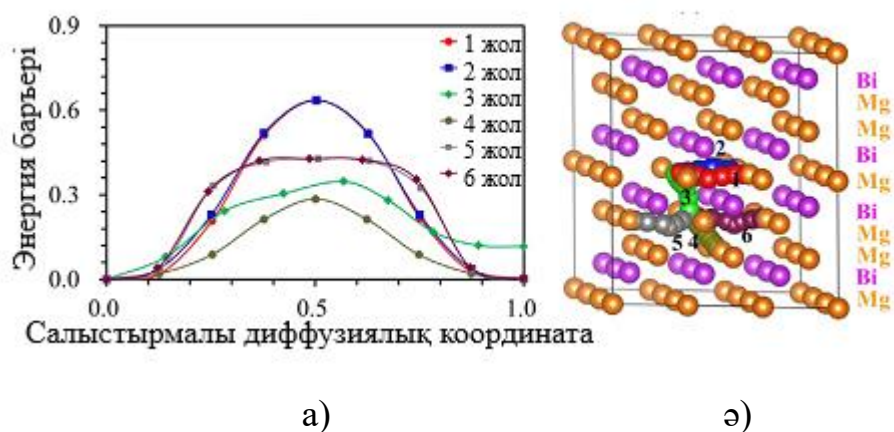 0.9
0.6
0.3
0.0
Энергия баръері
1 жол
2 жол
3 жол
4 жол
5 жол
6 жол
0.0
0.5
1.0
Салыстырмалы диффузиялық координата
2
1
3
5 4
6
Bi
Mg
Mg
Bi
Mg
Bi
Mg
Mg
Bi
Mg
а)
ә)